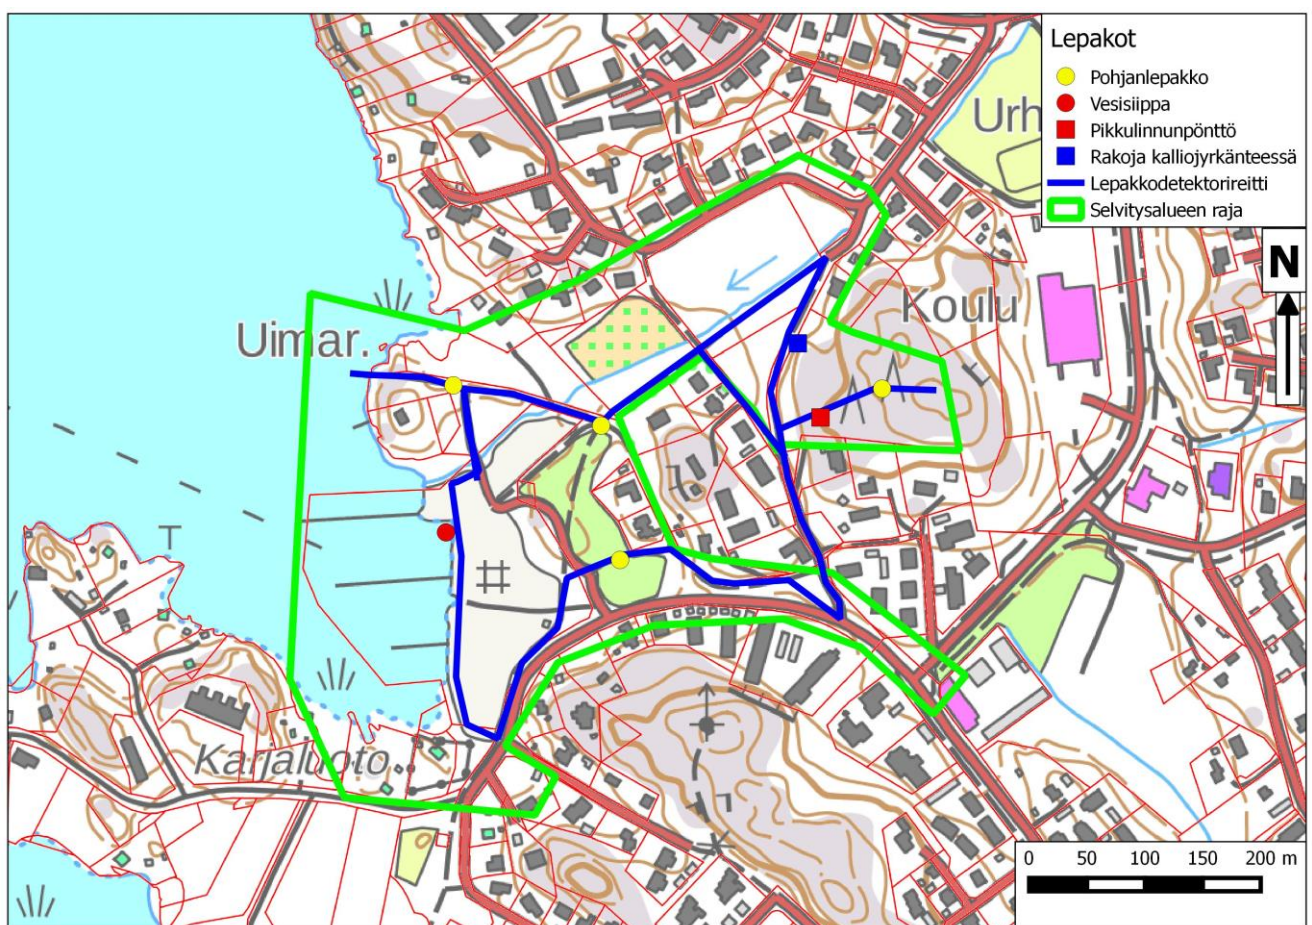 Lepakot
Pohjanlepakko
Vesisiippa
Pikkulinnunpönttö
Rakoja kalliojyrkänteessä
Lepakkodetektorireitti
Selvitysalueen raja
Urh
N
Koulu
Uimar.
Karjaluoto
0 50 100 150 200 m